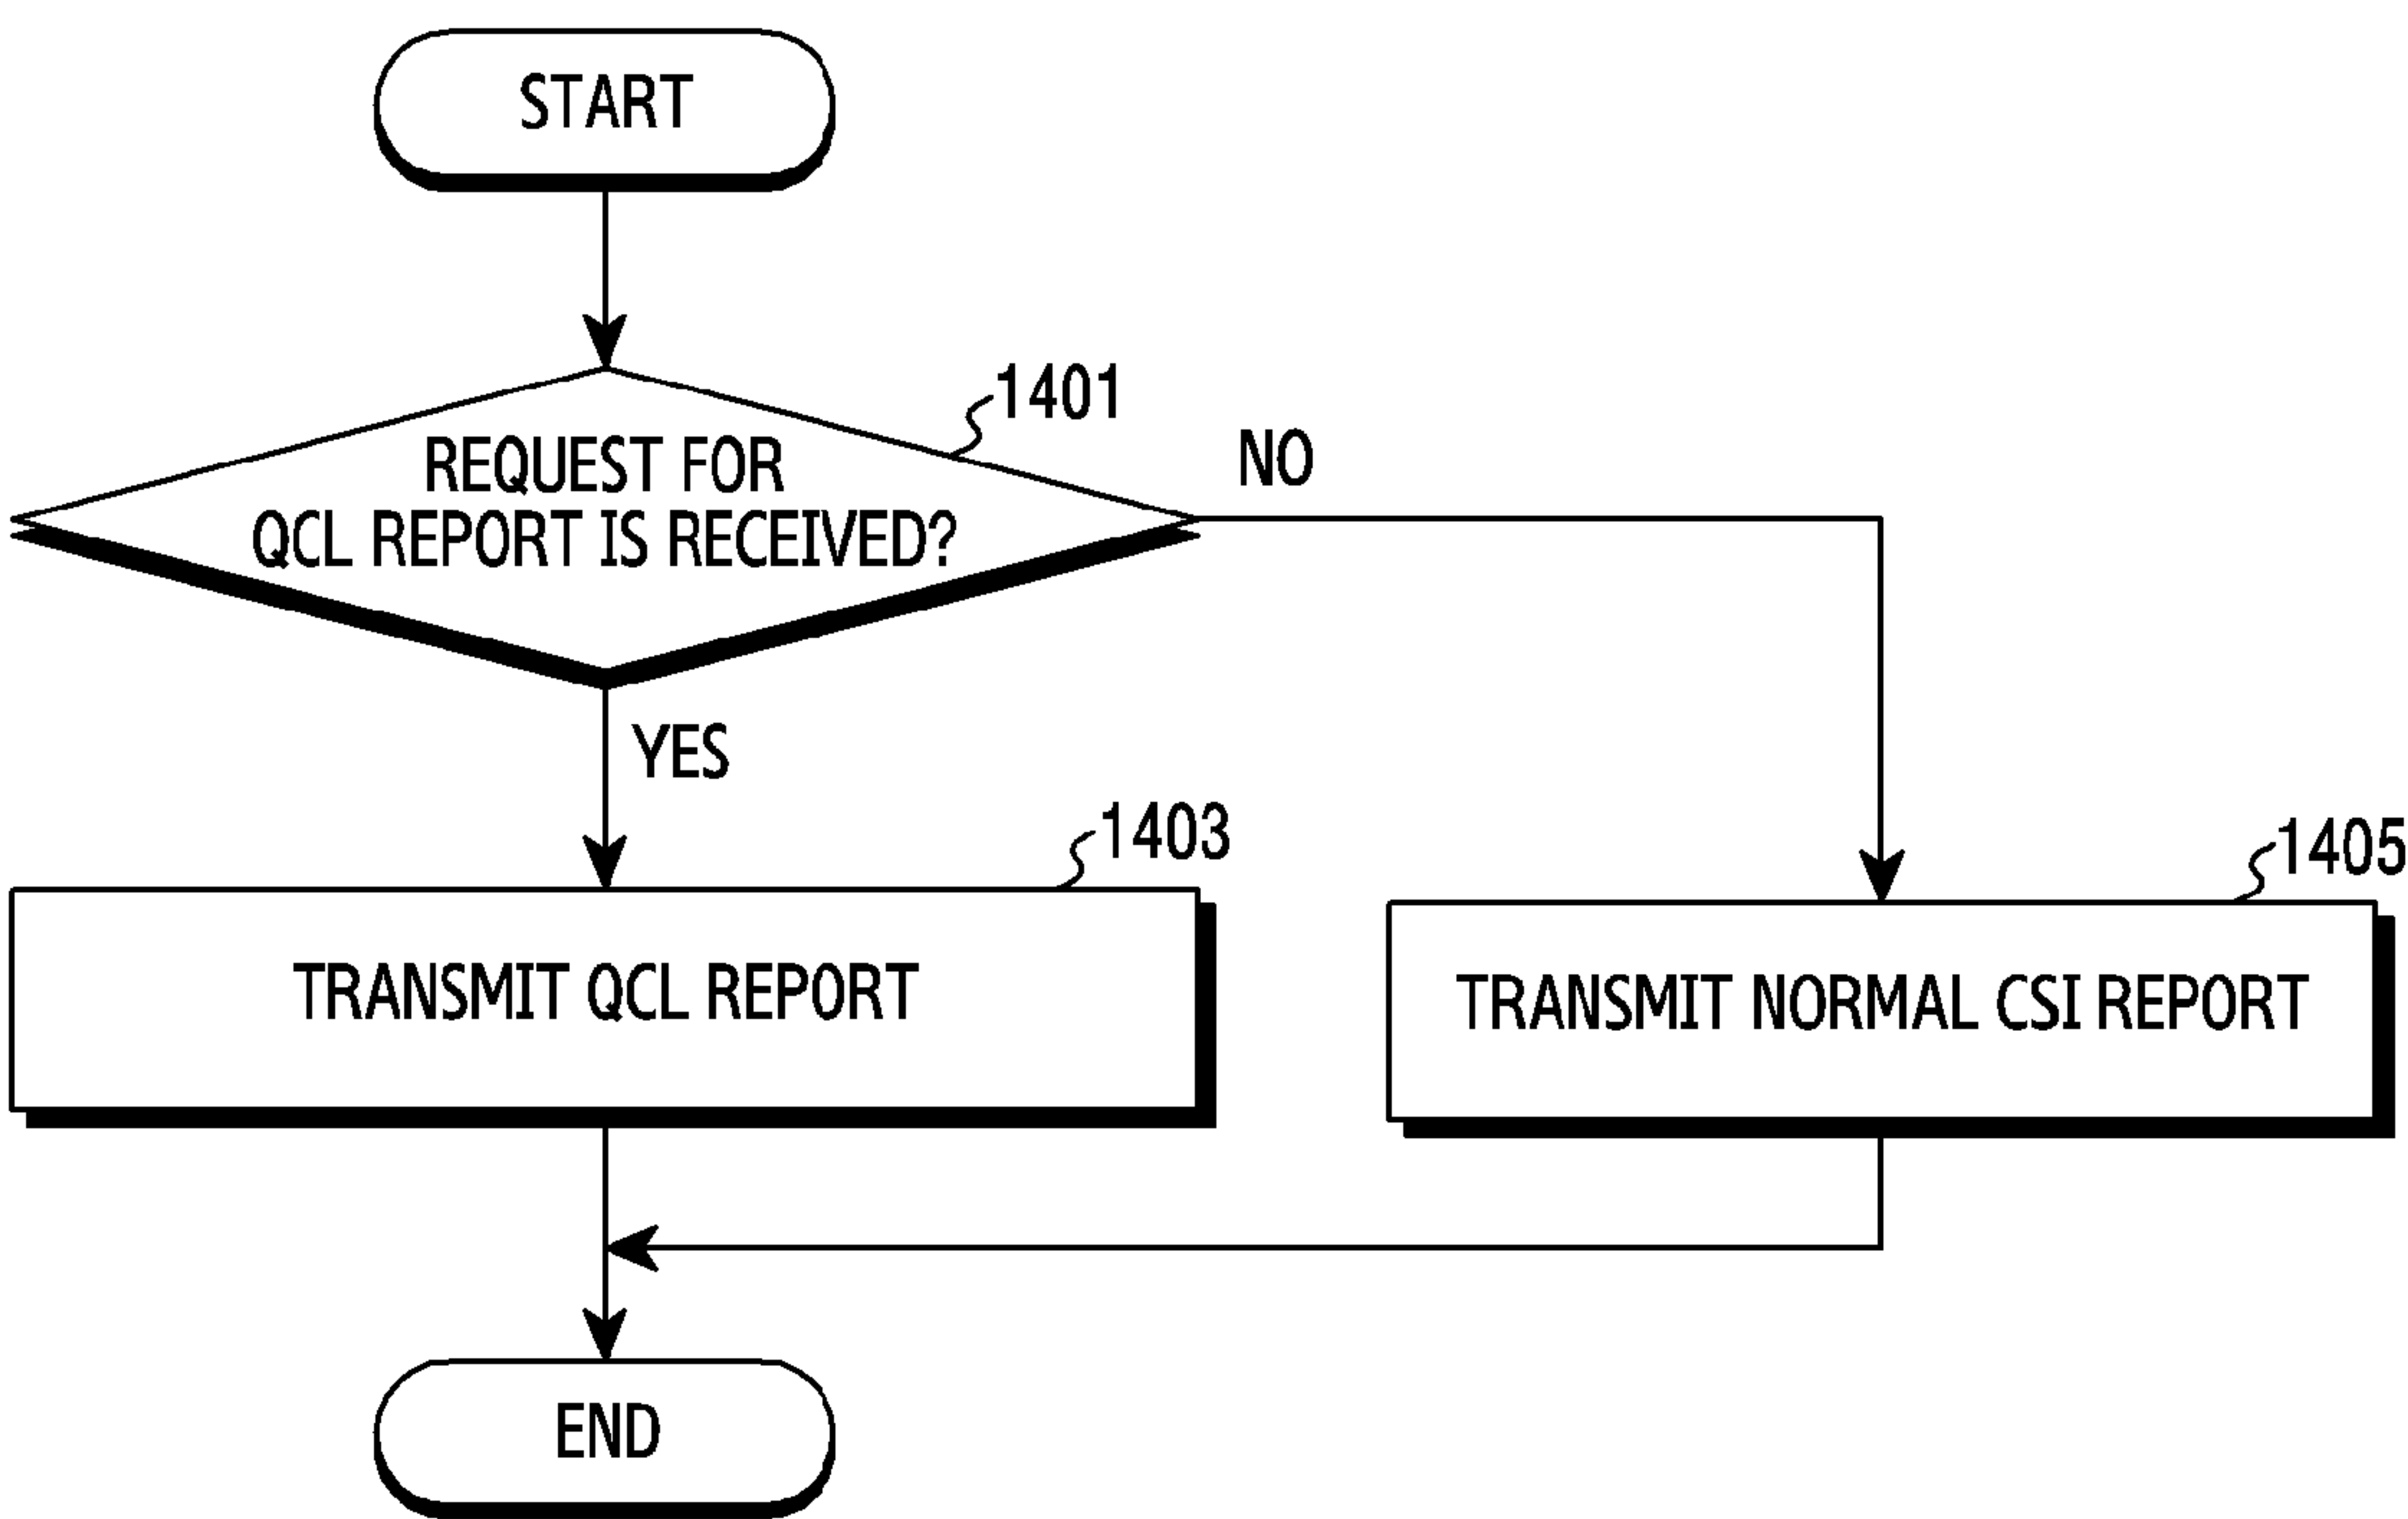 START
1401
REQUEST FOR
QCL REPORT IS RECEIVED?
NO
YES
1403
TRANSMIT QCL REPORT
1405
TRANSMIT NORMAL CSI REPORT
END